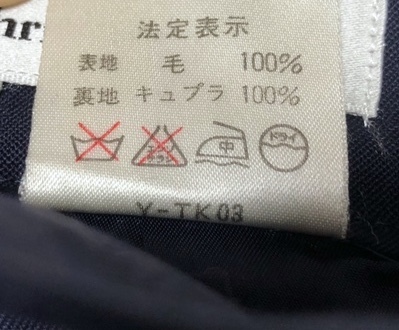 法定表示
表地 毛 100%
裏地 キュプラ 100%
中 ドライ
Y-TK03